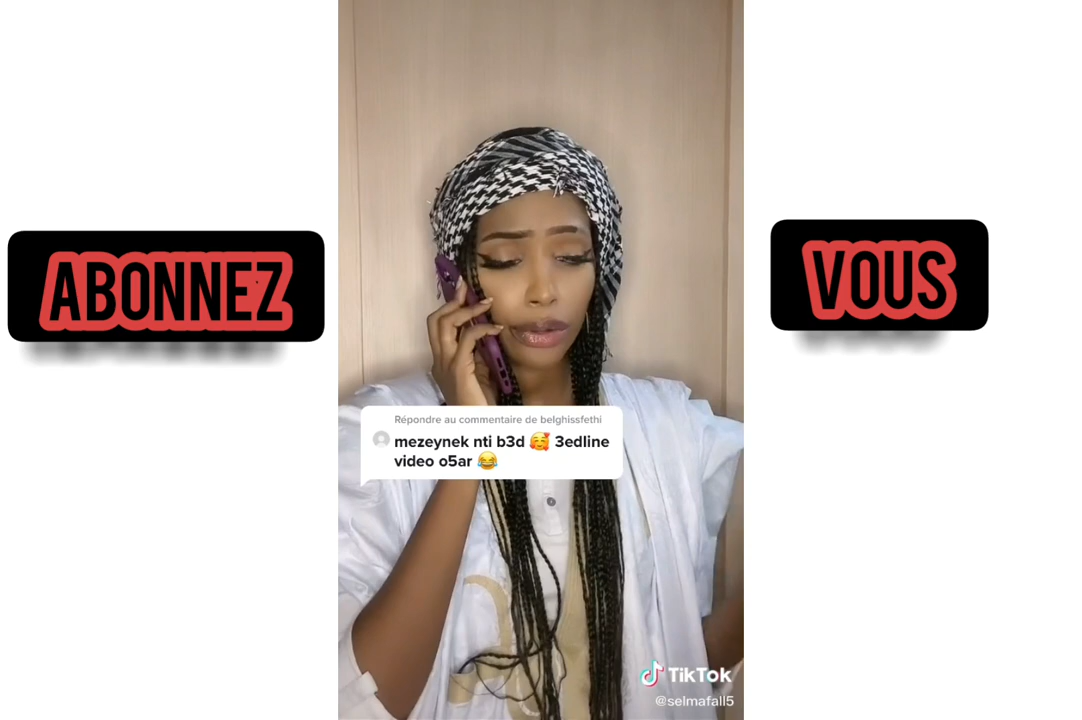 ABONNEZ
VOUS
Répondre au commentaire de belghissfethi
mezeynek nti b3d 🥰 3edline
video o5ar 😂
TikTok
@selmafall5